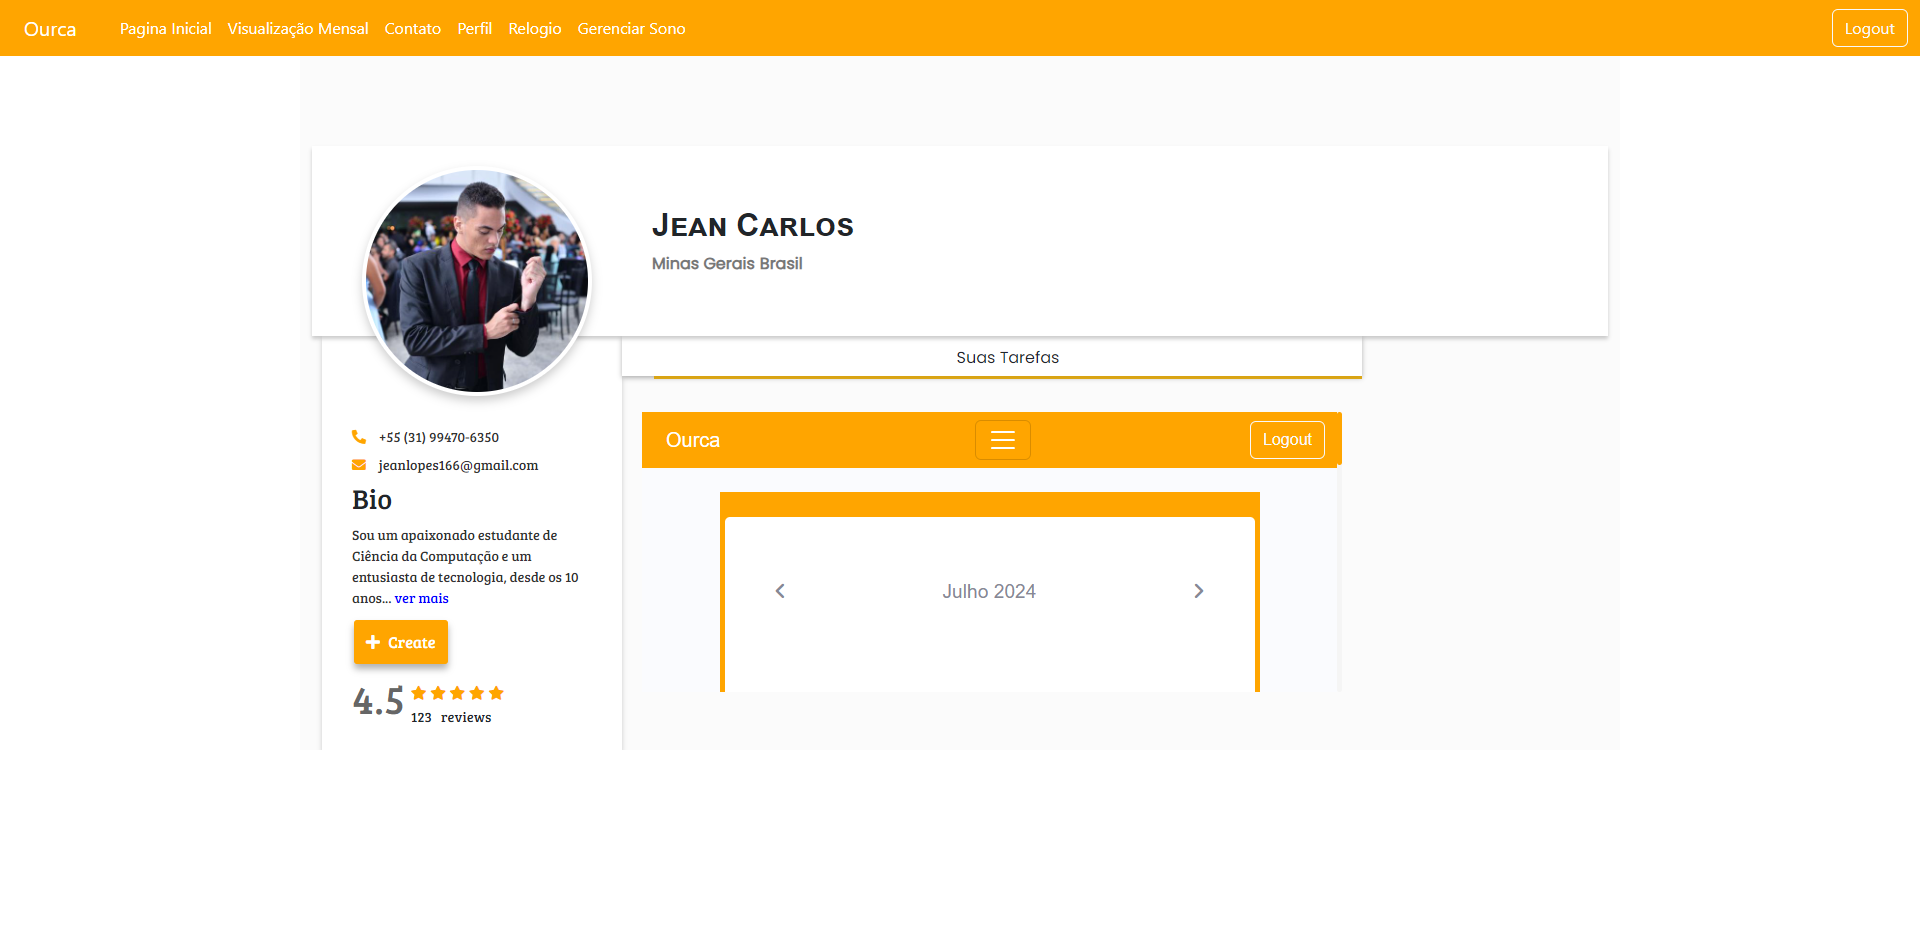 Ourca
Pagina Inicial
Visualização Mensal
Contato
Perfil
Relogio
Gerenciar Sono
Logout
Jean Carlos
Minas Gerais Brasil
Suas Tarefas
+55 (31) 99470-6350
jeanlopes166@gmail.com
Bio
Sou um apaixonado estudante de
Ciência da Computação e um
entusiasta de tecnologia, desde os 10
anos... ver mais
Create
4.5
123 reviews
Ourca
Logout
Julho 2024